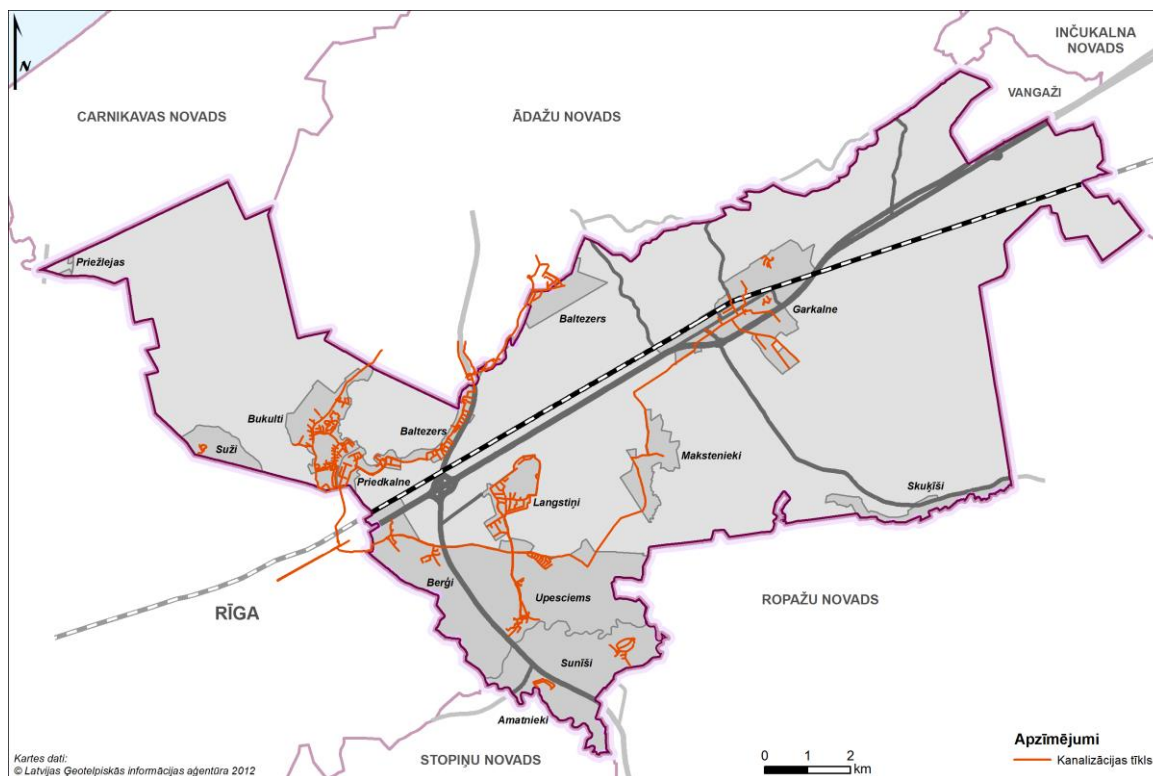 INČUKALNA
NOVADS
VANGAŽI
N
CARNIKAVAS NOVADS
ĀDAŽU NOVADS
Priežlejas
Baltezers
Garkalne
Bukulti
Baltezers
Suži
Makstenieki
Priedkalne
Skuķīši
Langstiņi
Berģi
Upesciems
RĪGA
ROPAŽU NOVADS
Sunīši
Amatnieki
STOPIŅU NOVADS
0 1 2
km
Apzīmējumi
Kanalizācijas tīkls
Kartes dati:
© Latvijas Ģeotelpiskās informācijas aģentūra 2012